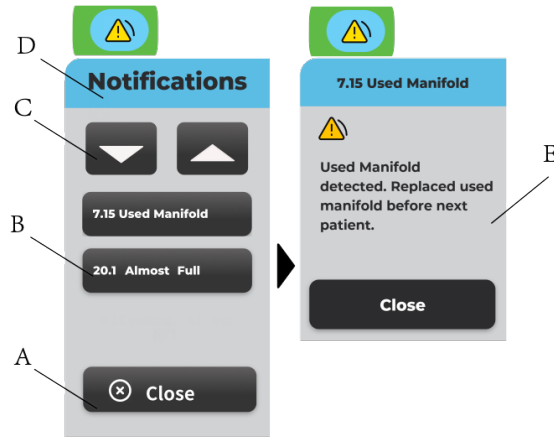 D
Notifications
C
7.15 Used Manifold
B
20.1 Almost Full
A
Close
7.15 Used Manifold
Used Manifold
detected. Replaced used
manifold before next
patient.
E
Close